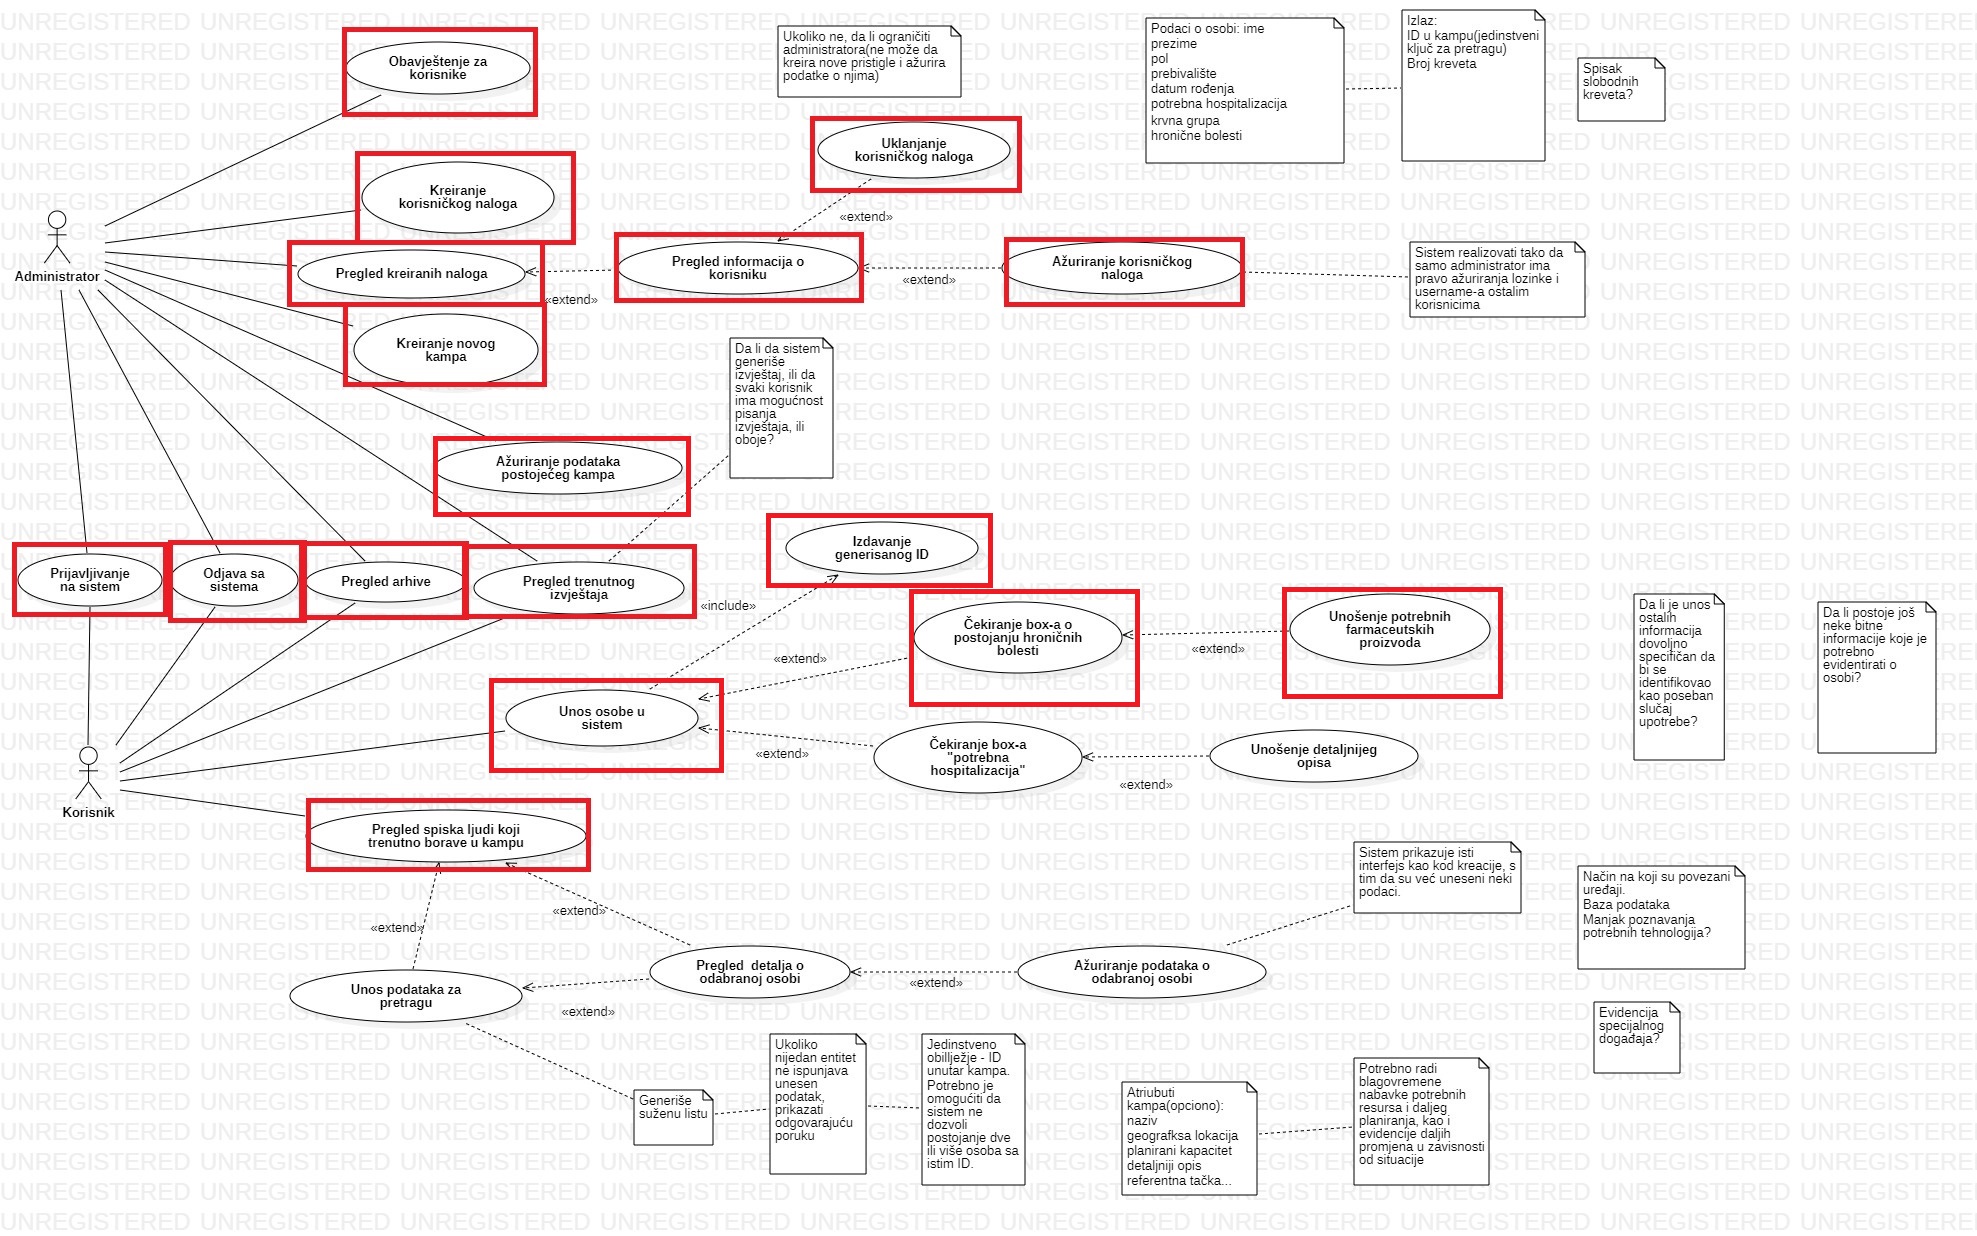 Obavještenje za
korisnike
Ukoliko ne, da li ograničiti
administratora(ne može da
kreira nove pristigle i ažurira
podatke o njima)
Podaci o osobi: ime
prezime
pol
prebivalište
datum rođenja
potrebna hospitalizacija
krvna grupa
hronične bolesti
Izlaz:
ID u kampu(jedinstveni
ključ za pretragu)
Broj kreveta
Spisak
slobodnih
kreveta?
Uklanjanje
korisničkog naloga
Kreiranje
korisničkog naloga
«extend»
Administrator
Pregled kreiranih naloga
«extend»
Pregled informacija o
korisniku
«extend»
Ažuriranje korisničkog
naloga
Sistem realizovati tako da
samo administrator ima
pravo ažuriranja lozinke i
username-a ostalim
korisnicima
Kreiranje novog
kampa
Da li da sistem
generiše
izvještaj, ili da
svaki korisnik
ima mogućnost
pisanja
izvještaja, ili
oboje?
Ažuriranje podataka
postojećeg kampa
Izdavanje
generisanog ID
Prijavljivanje
na sistem
Odjava sa
sistema
Pregled arhive
Pregled trenutnog
izvještaja
«include»
Čekiranje box-a o
postojanju hroničnih
bolesti
«extend»
«extend»
Unošenje potrebnih
farmaceutskih
proizvoda
Da li je unos
ostalih
informacija
dovoljno
specifičan da
bi se
identifikovao
kao poseban
slučaj
upotrebe?
Da li postoje još
neke bitne
informacije koje je
potrebno
evidentirati o
osobi?
Unos osobe u
sistem
«extend»
Čekiranje box-a
"potrebna
hospitalizacija"
«extend»
Unošenje detaljnijeg
opisa
Korisnik
Pregled spiska ljudi koji
trenutno borave u kampu
«extend»
«extend»
Sistem prikazuje isti
interfejs kao kod kreacije, s
tim da su već uneseni neki
podaci.
Način na koji su povezani
uređaji.
Baza podataka
Manjak poznavanja
potrebnih tehnologija?
Unos podataka za
pretragu
«extend»
Pregled  detalja o
odabranoj osobi
«extend»
Ažuriranje podataka o
odabranoj osobi
Evidencija
specijalnog
događaja?
Generiše
suženu listu
Ukoliko
nijedan entitet
ne ispunjava
unesen
podatak,
prikazati
odgovarajuću
poruku
Jedinstveno
obillježje - ID
unutar kampa.
Potrebno je
omogućiti da
sistem ne
dozvoli
postojanje dve
ili više osoba sa
istim ID.
Atriubuti
kampa(opciono):
naziv
geografksa lokacija
planirani kapacitet
detaljniji opis
referentna tačka...
Potrebno radi
blagovremene
nabavke potrebnih
resursa i daljeg
planiranja, kao i
evidencije daljih
promjena u zavisnosti
od situacije
UNREGISTERED